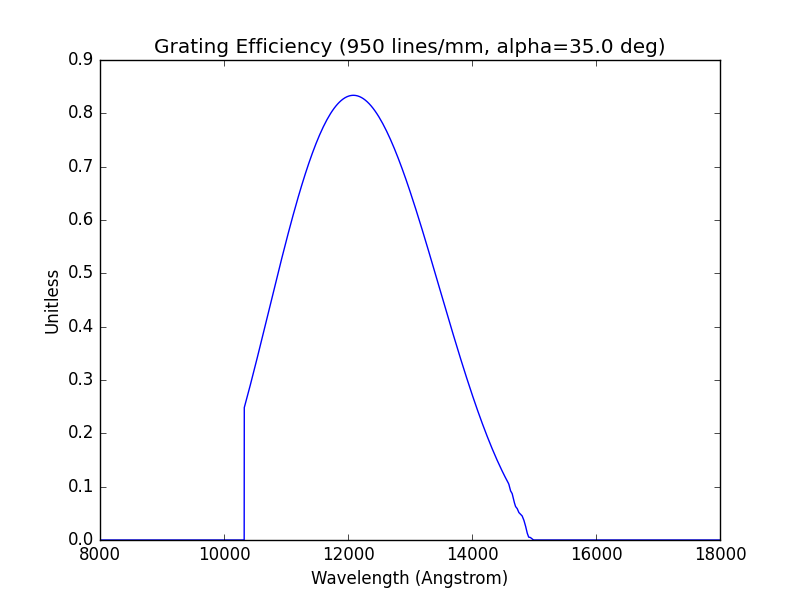 Grating Efficiency (950 lines/mm, alpha=35.0 deg)
0.9
0.8
0.7
0.6
0.5
0.4
0.3
0.2
0.1
0.0
Unitless
8000 10000 12000 14000 16000 18000
Wavelength (Angstrom)